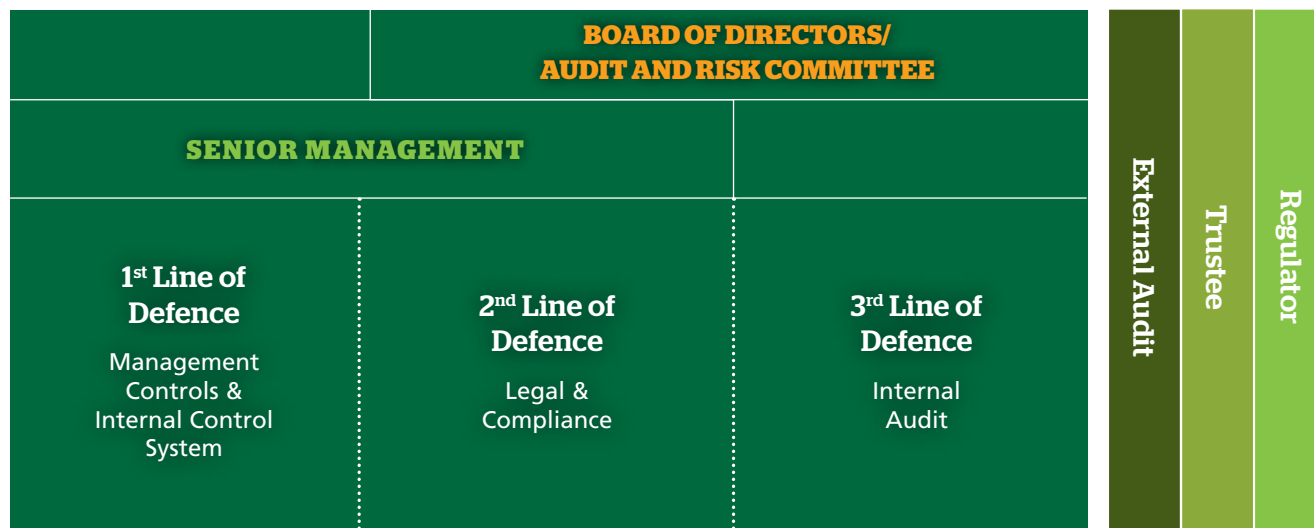 BOARD OF DIRECTORS/
AUDIT AND RISK COMMITTEE
SENIOR MANAGEMENT
1st Line of
Defence
Management
Controls &
Internal Control
System
2nd Line of
Defence
Legal &
Compliance
3rd Line of
Defence
Internal
Audit
External Audit
Trustee
Regulator